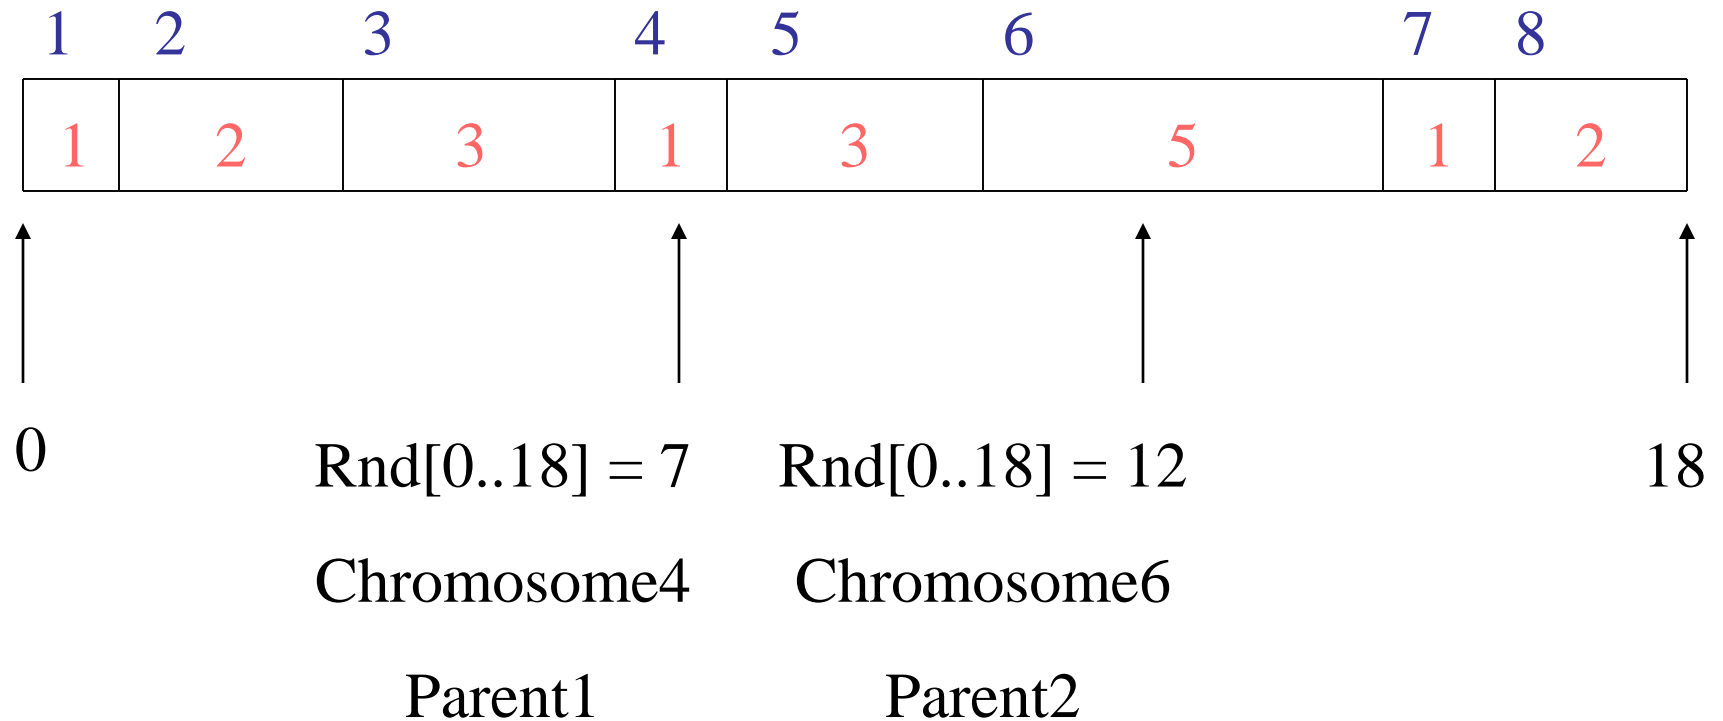 1 2 3 4 5 6 7 8
1 2 3 1 3 5 1 2
0 Rnd[0..18] = 7 Rnd[0..18] = 12 18
Chromosome4 Chromosome6
Parent1 Parent2